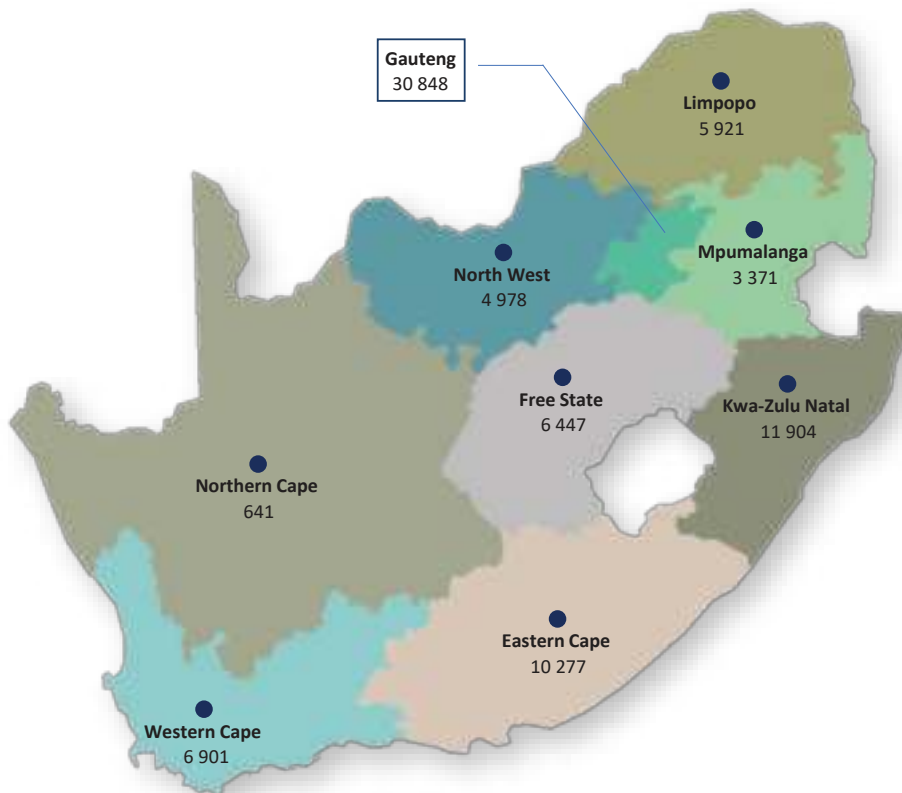 Gauteng
30 848
Limpopo
5 921
Mpumalanga
3 371
North West
4 978
Free State
6 447
Kwa-Zulu Natal
11 904
Northern Cape
641
Eastern Cape
10 277
Western Cape
6 901